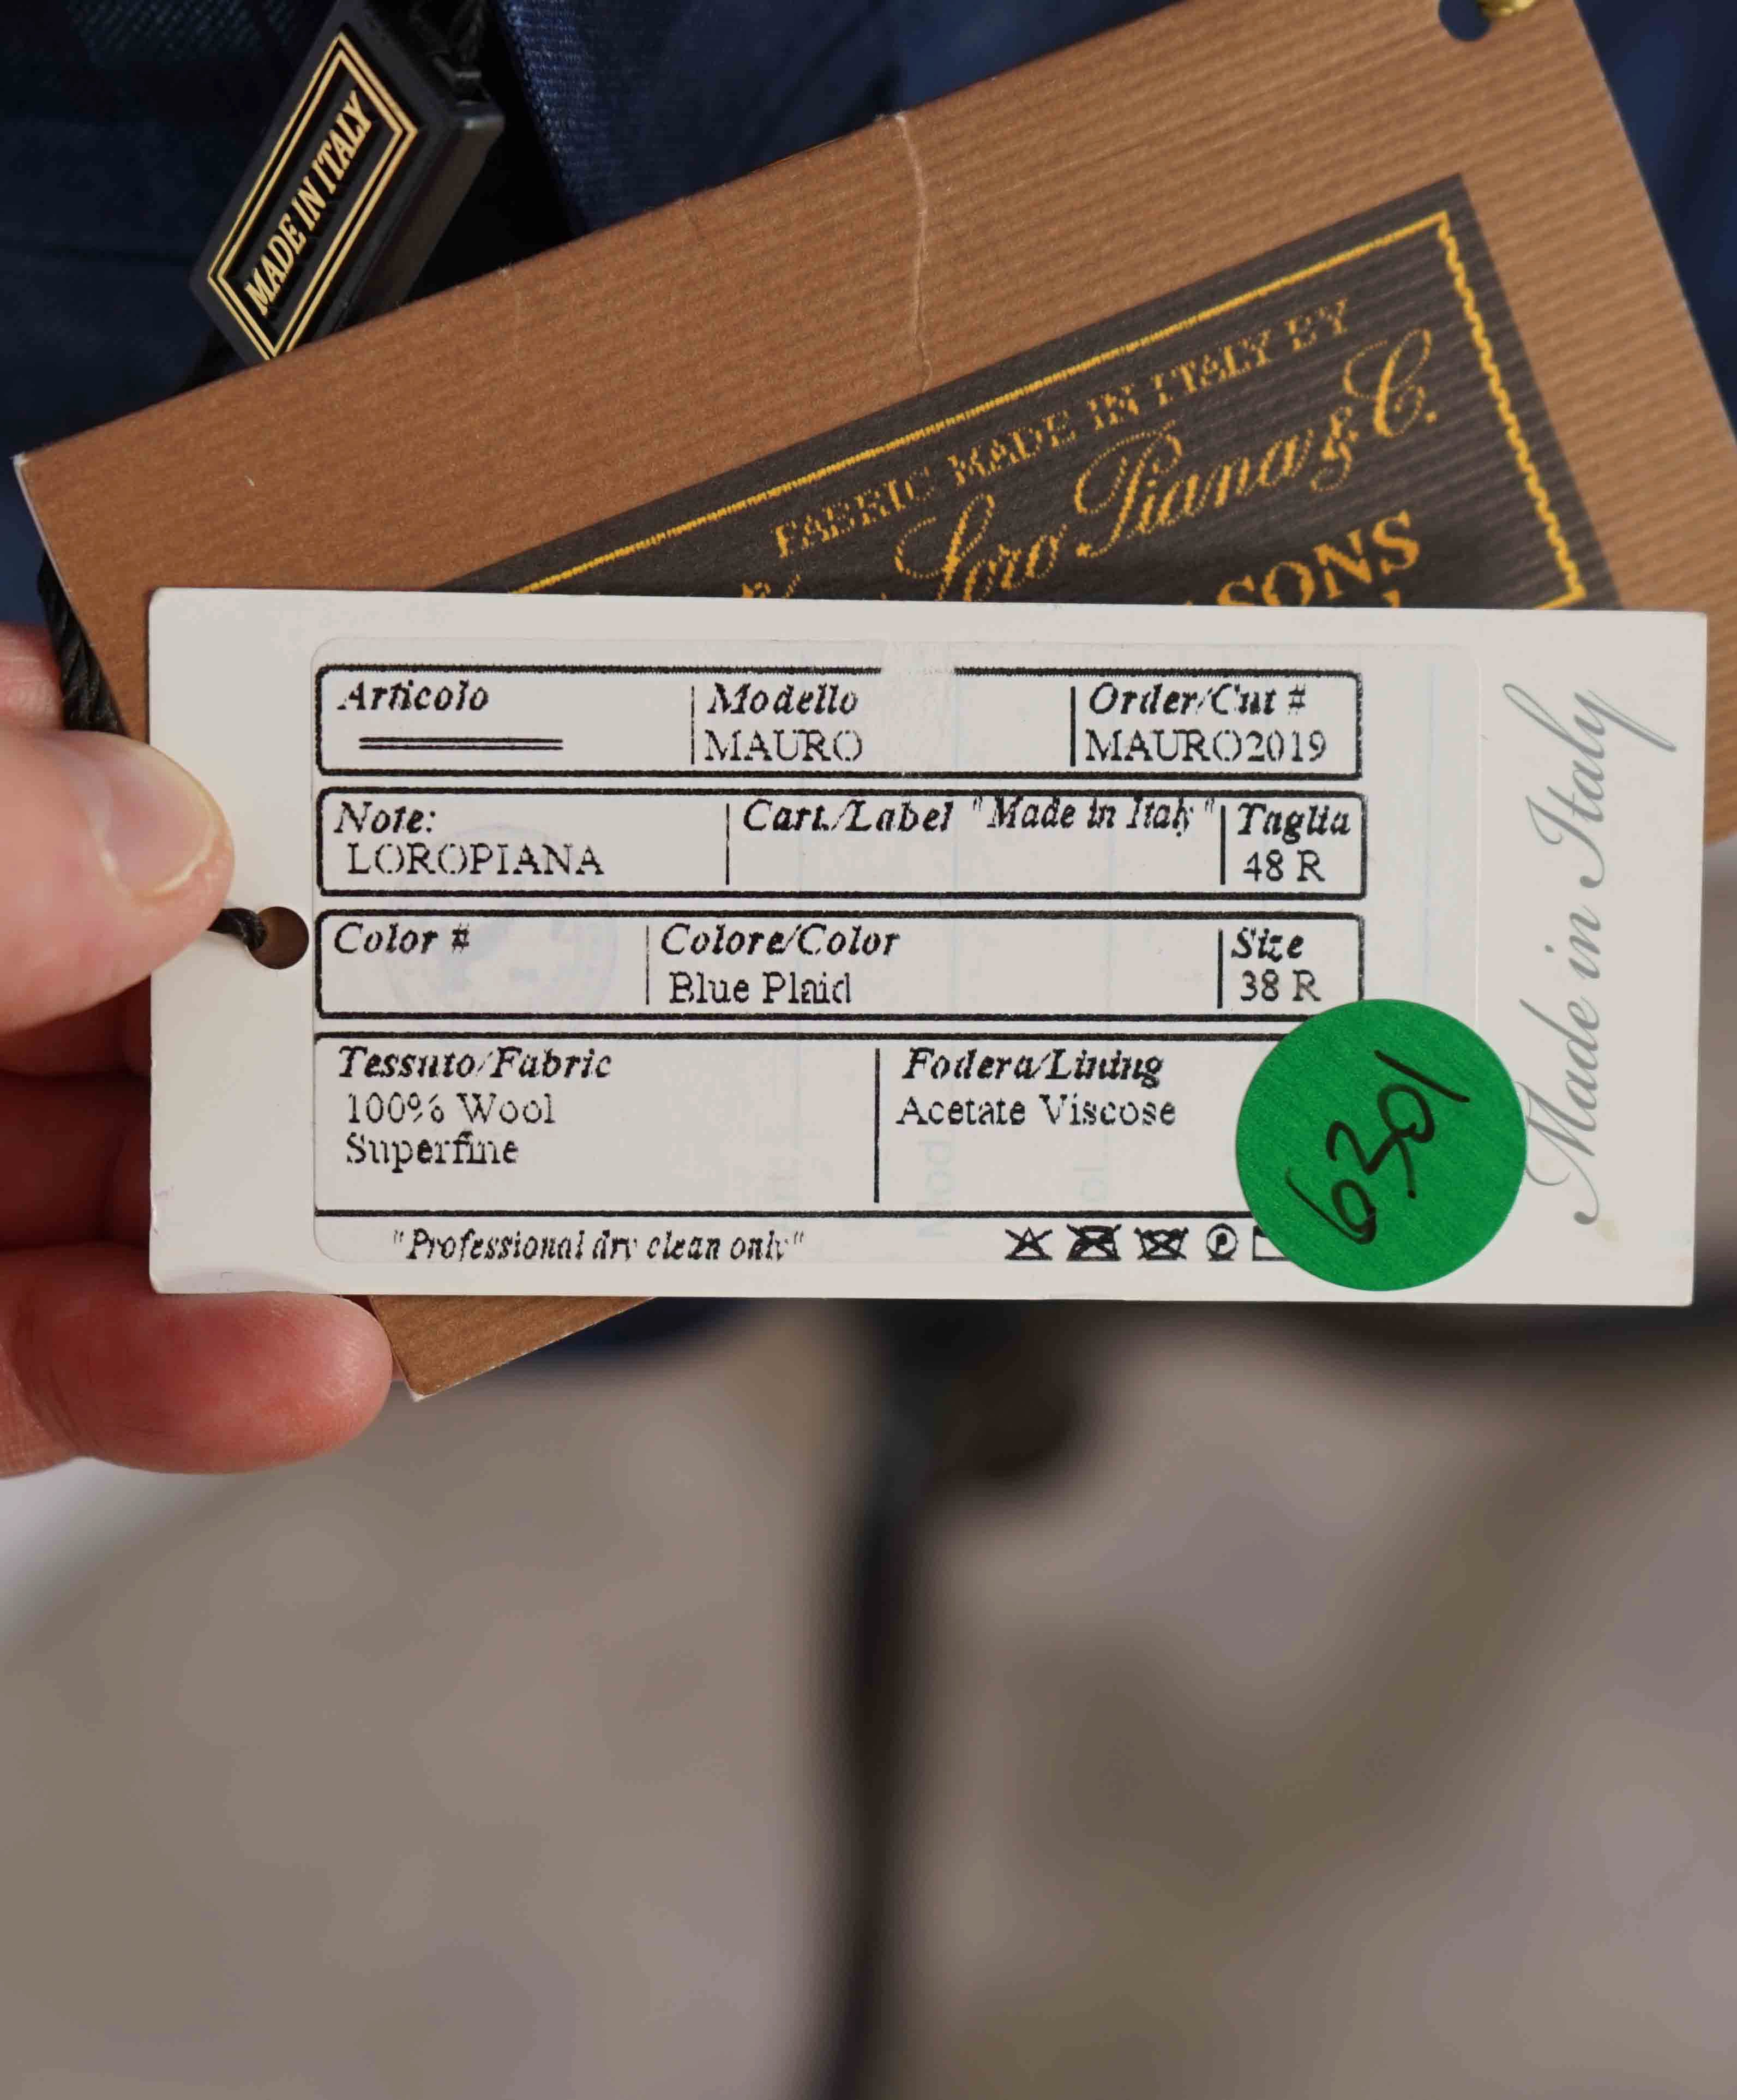 MADE IN ITALY
FABRIC MADE IN ITALY BY
Loro Piana & C.
Articolo Modello Order/Cut #
MAURO MAURO2019
Note: Cart./Label "Made in Italy" Taglia
LOROPIANA 48 R
Color # Colore/Color Size
Blue Plaid 38 R
Tessuto/Fabric Fodera/Lining
100% Wool Acetate Viscose
Superfine
"Professional dry clean only" P
6301
Made in Italy